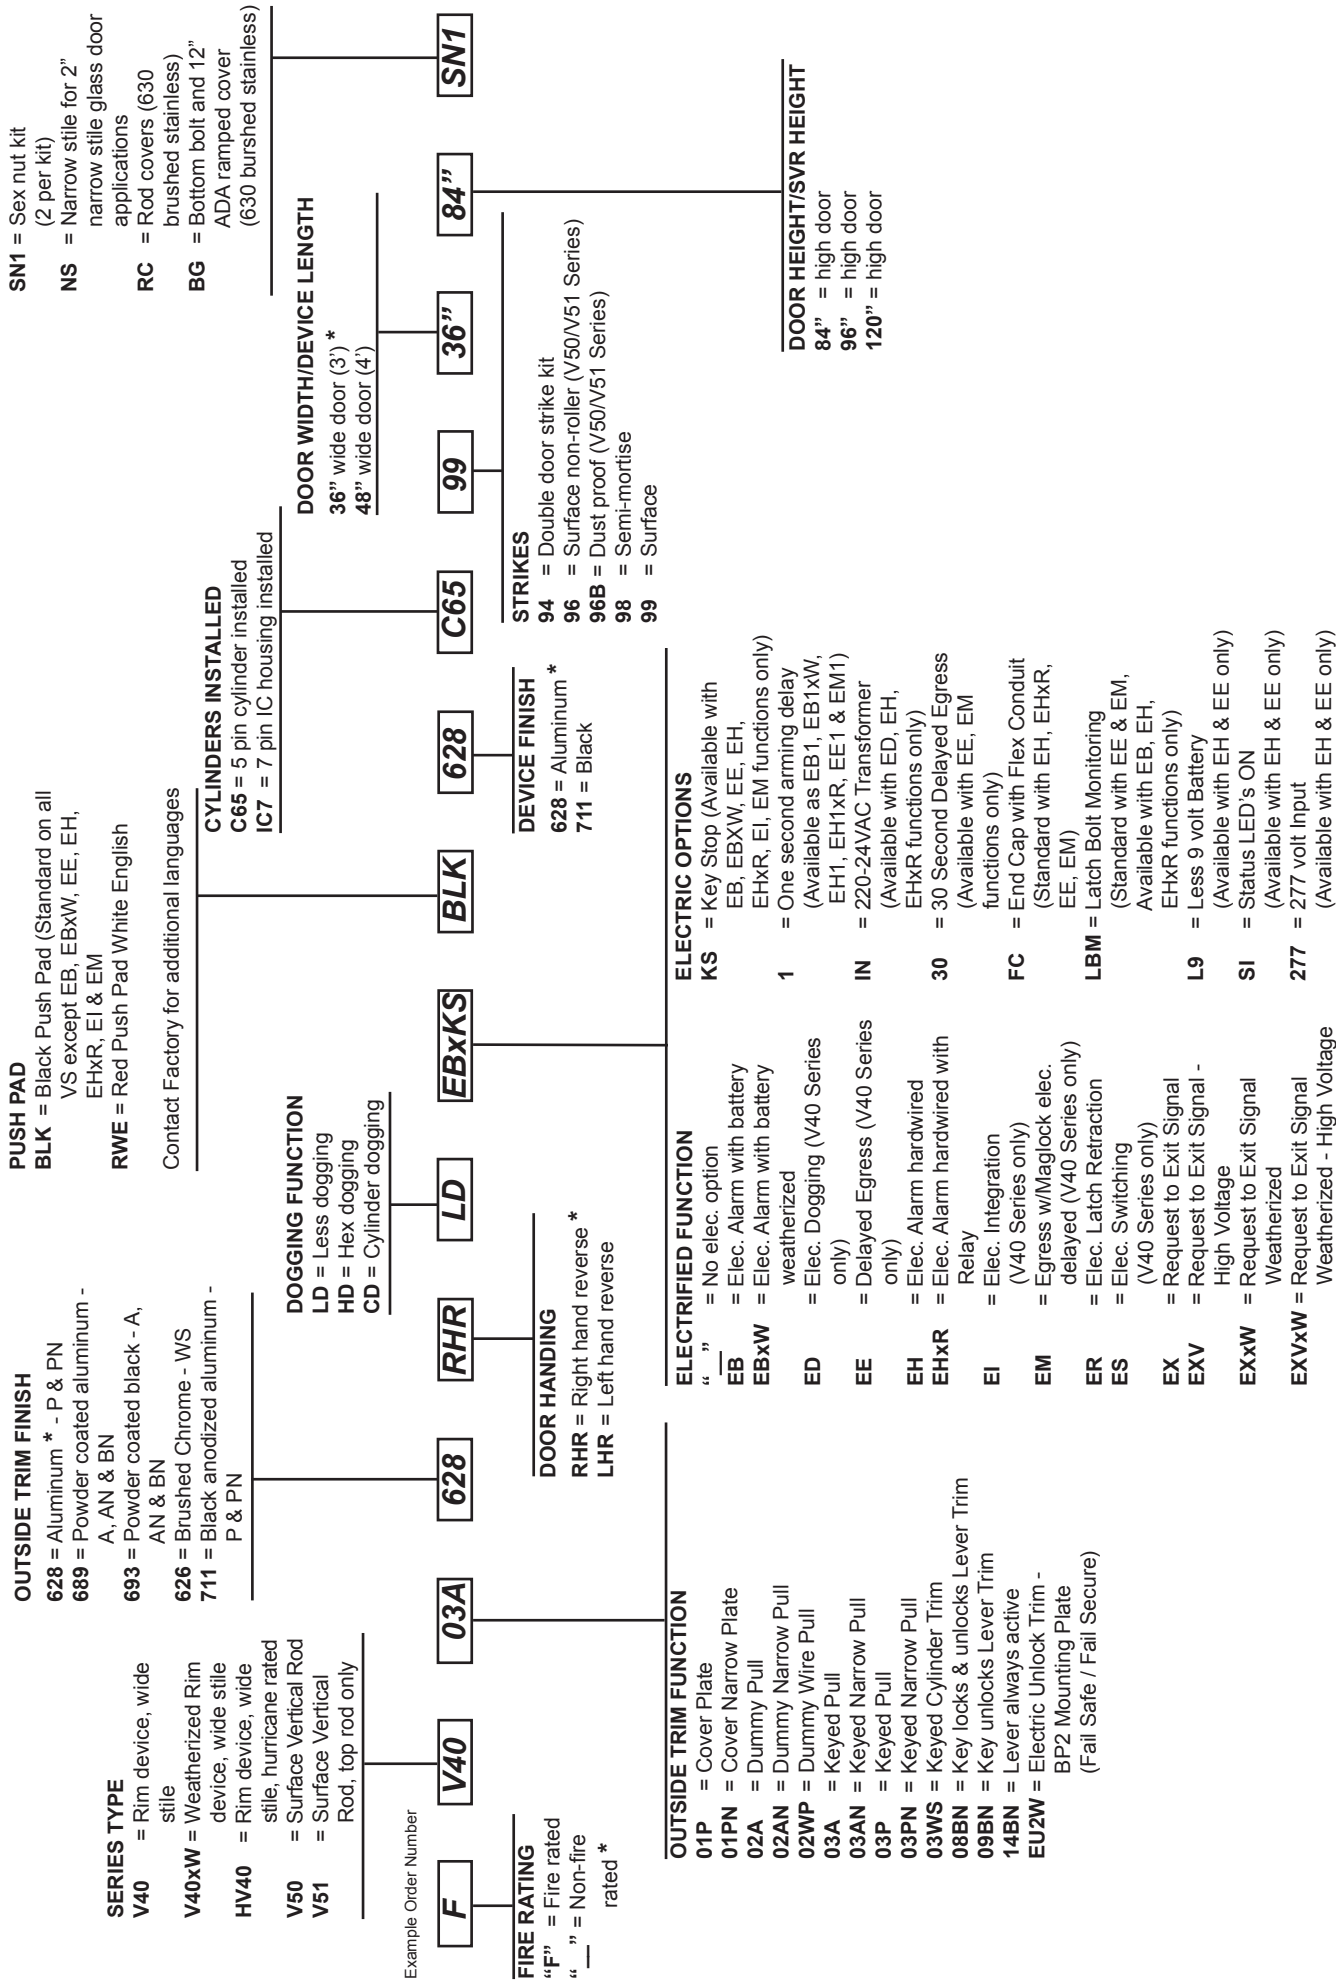 Example Order Number
F
V40
03A
628
RHR
LD
EBxKS
BLK
628
C65
99
36”
84”
SN1
FIRE RATING
“F” = Fire rated
“__” = Non-fire
rated *
SERIES TYPE
V40 = Rim device, wide
stile
V40xW = Weatherized Rim
device, wide stile
HV40 = Rim device, wide
stile, hurricane rated
V50 = Surface Vertical Rod
V51 = Surface Vertical
Rod, top rod only
OUTSIDE TRIM FUNCTION
01P = Cover Plate
01PN = Cover Narrow Plate
02A = Dummy Pull
02AN = Dummy Narrow Pull
02WP = Dummy Wire Pull
03A = Keyed Pull
03AN = Keyed Narrow Pull
03P = Keyed Pull
03PN = Keyed Narrow Pull
03WS = Keyed Cylinder Trim
08BN = Key locks & unlocks Lever Trim
09BN = Key unlocks Lever Trim
14BN = Lever always active
EU2W = Electric Unlock Trim -
BP2 Mounting Plate
(Fail Safe / Fail Secure)
OUTSIDE TRIM FINISH
628 = Aluminum * - P & PN
689 = Powder coated aluminum -
A, AN & BN
693 = Powder coated black - A,
AN & BN
626 = Brushed Chrome - WS
711 = Black anodized aluminum -
P & PN
DOOR HANDING
RHR = Right hand reverse *
LHR = Left hand reverse
DOGGING FUNCTION
LD = Less dogging
HD = Hex dogging
CD = Cylinder dogging
ELECTRIFIED FUNCTION
“__” = No elec. option
EB = Elec. Alarm with battery
EBxW = Elec. Alarm with battery
weatherized
ED = Elec. Dogging (V40 Series
only)
EE = Delayed Egress (V40 Series
only)
EH = Elec. Alarm hardwired
EHxR = Elec. Alarm hardwired with
Relay
EI = Elec. Integration
(V40 Series only)
EM = Egress w/Maglock elec.
delayed (V40 Series only)
ER = Elec. Latch Retraction
ES = Elec. Switching
(V40 Series only)
EX = Request to Exit Signal
EXV = Request to Exit Signal -
High Voltage
EXxW = Request to Exit Signal
Weatherized
EXVxW = Request to Exit Signal
Weatherized - High Voltage
ELECTRIC OPTIONS
KS = Key Stop (Available with
EB, EBXW, EE, EH,
EHxR, EI, EM functions only)
1 = One second arming delay
(Available as EB1, EB1xW,
EH1, EH1xR, EE1 & EM1)
IN = 220-24VAC Transformer
(Available with ED, EH,
EHxR functions only)
30 = 30 Second Delayed Egress
(Available with EE, EM
functions only)
FC = End Cap with Flex Conduit
(Standard with EH, EHxR,
EE, EM)
LBM = Latch Bolt Monitoring
(Standard with EE & EM,
Available with EB, EH,
EHxR functions only)
L9 = Less 9 volt Battery
(Available with EH & EE only)
SI = Status LED’s ON
(Available with EH & EE only)
277 = 277 volt Input
(Available with EH & EE only)
PUSH PAD
BLK = Black Push Pad (Standard on all
VS except EB, EBxW, EE, EH,
EHxR, EI & EM
RWE = Red Push Pad White English
Contact Factory for additional languages
DEVICE FINISH
628 = Aluminum *
711 = Black
CYLINDERS INSTALLED
C65 = 5 pin cylinder installed
IC7 = 7 pin IC housing installed
STRIKES
94 = Double door strike kit
96 = Surface non-roller (V50/V51 Series)
96B = Dust proof (V50/V51 Series)
98 = Semi-mortise
99 = Surface
DOOR WIDTH/DEVICE LENGTH
36” wide door (3’) *
48” wide door (4’)
DOOR HEIGHT/SVR HEIGHT
84” = high door
96” = high door
120” = high door
SN1 = Sex nut kit
(2 per kit)
NS = Narrow stile for 2”
narrow stile glass door
applications
RC = Rod covers (630
brushed stainless)
BG = Bottom bolt and 12”
ADA ramped cover
(630 burshed stainless)